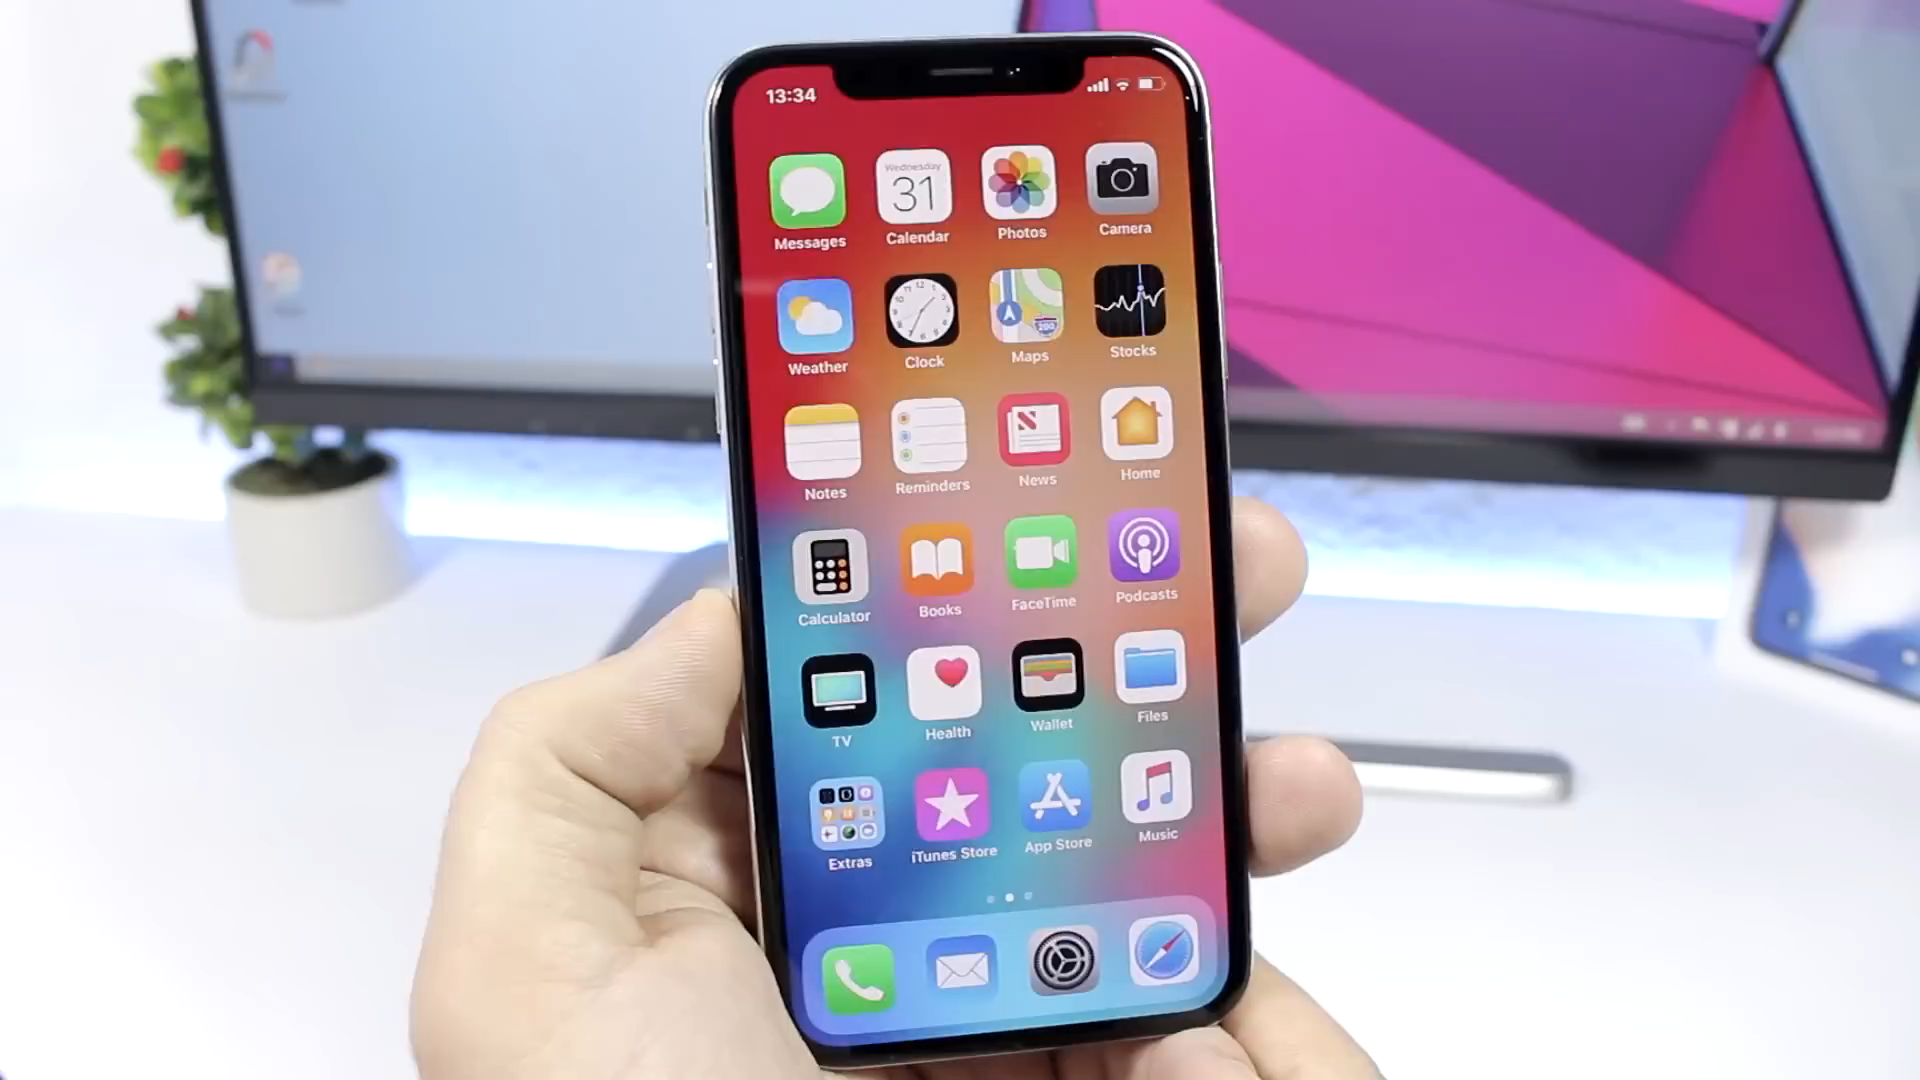 13:34
Wednesday
31
Messages Calendar Photos Camera
280
Weather Clock Maps Stocks
Notes Reminders News Home
Calculator Books FaceTime Podcasts
TV Health Wallet Files
Extras iTunes Store App Store Music